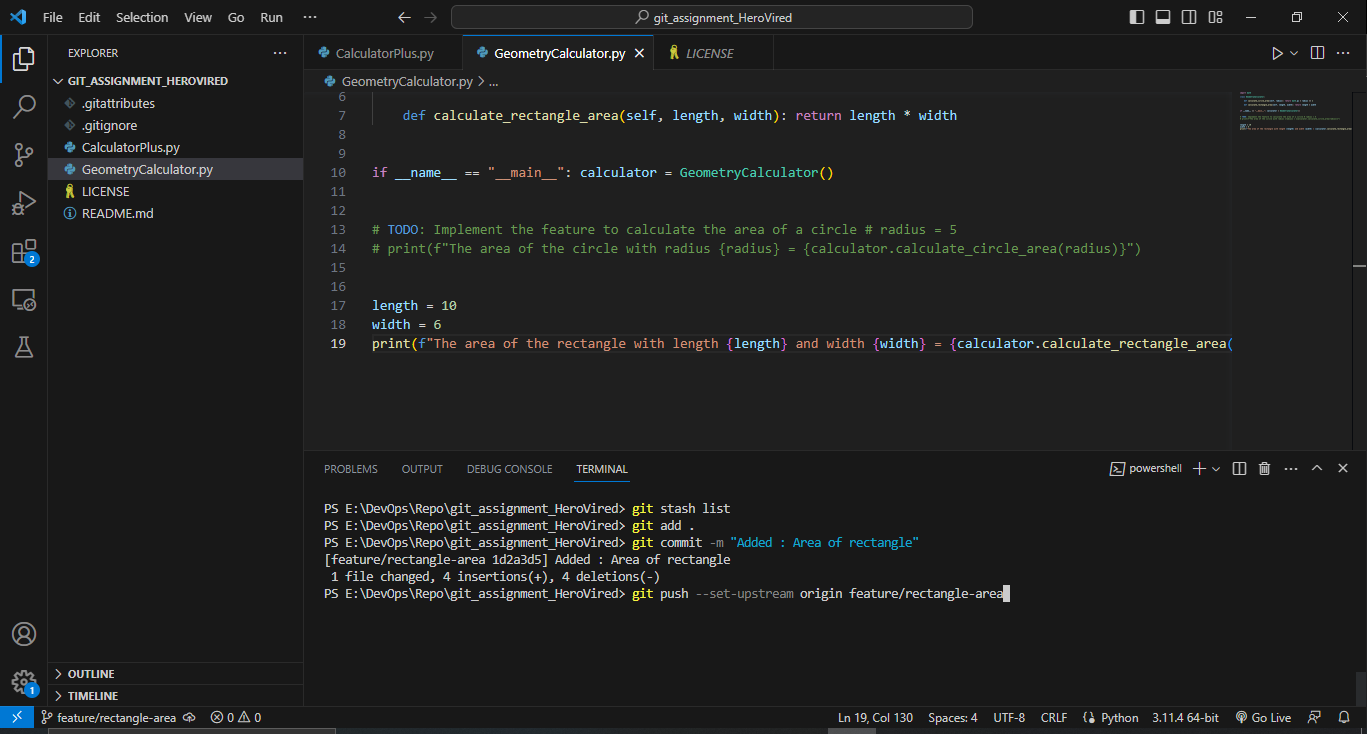 File Edit Selection View Go Run ··· git_assignment_HeroVired
EXPLORER ···
GIT_ASSIGNMENT_HEROVIRED
.gitattributes
.gitignore
CalculatorPlus.py
GeometryCalculator.py
LICENSE
README.md
2
CalculatorPlus.py GeometryCalculator.py LICENSE
GeometryCalculator.py > ...
6
7 def calculate_rectangle_area(self, length, width): return length * width
8
9
10 if __name__ == "__main__": calculator = GeometryCalculator()
11
12
13 # TODO: Implement the feature to calculate the area of a circle # radius = 5
14 # print(f"The area of the circle with radius {radius} = {calculator.calculate_circle_area(radius)}")
15
16
17 length = 10
18 width = 6
19 print(f"The area of the rectangle with length {length} and width {width} = {calculator.calculate_rectangle_area(
PROBLEMS OUTPUT DEBUG CONSOLE TERMINAL powershell
PS E:\DevOps\Repo\git_assignment_HeroVired> git stash list
PS E:\DevOps\Repo\git_assignment_HeroVired> git add .
PS E:\DevOps\Repo\git_assignment_HeroVired> git commit -m "Added : Area of rectangle"
[feature/rectangle-area 1d2a3d5] Added : Area of rectangle
1 file changed, 4 insertions(+), 4 deletions(-)
PS E:\DevOps\Repo\git_assignment_HeroVired> git push --set-upstream origin feature/rectangle-area
OUTLINE
TIMELINE
1
feature/rectangle-area 0 0 Ln 19, Col 130 Spaces: 4 UTF-8 CRLF Python 3.11.4 64-bit Go Live